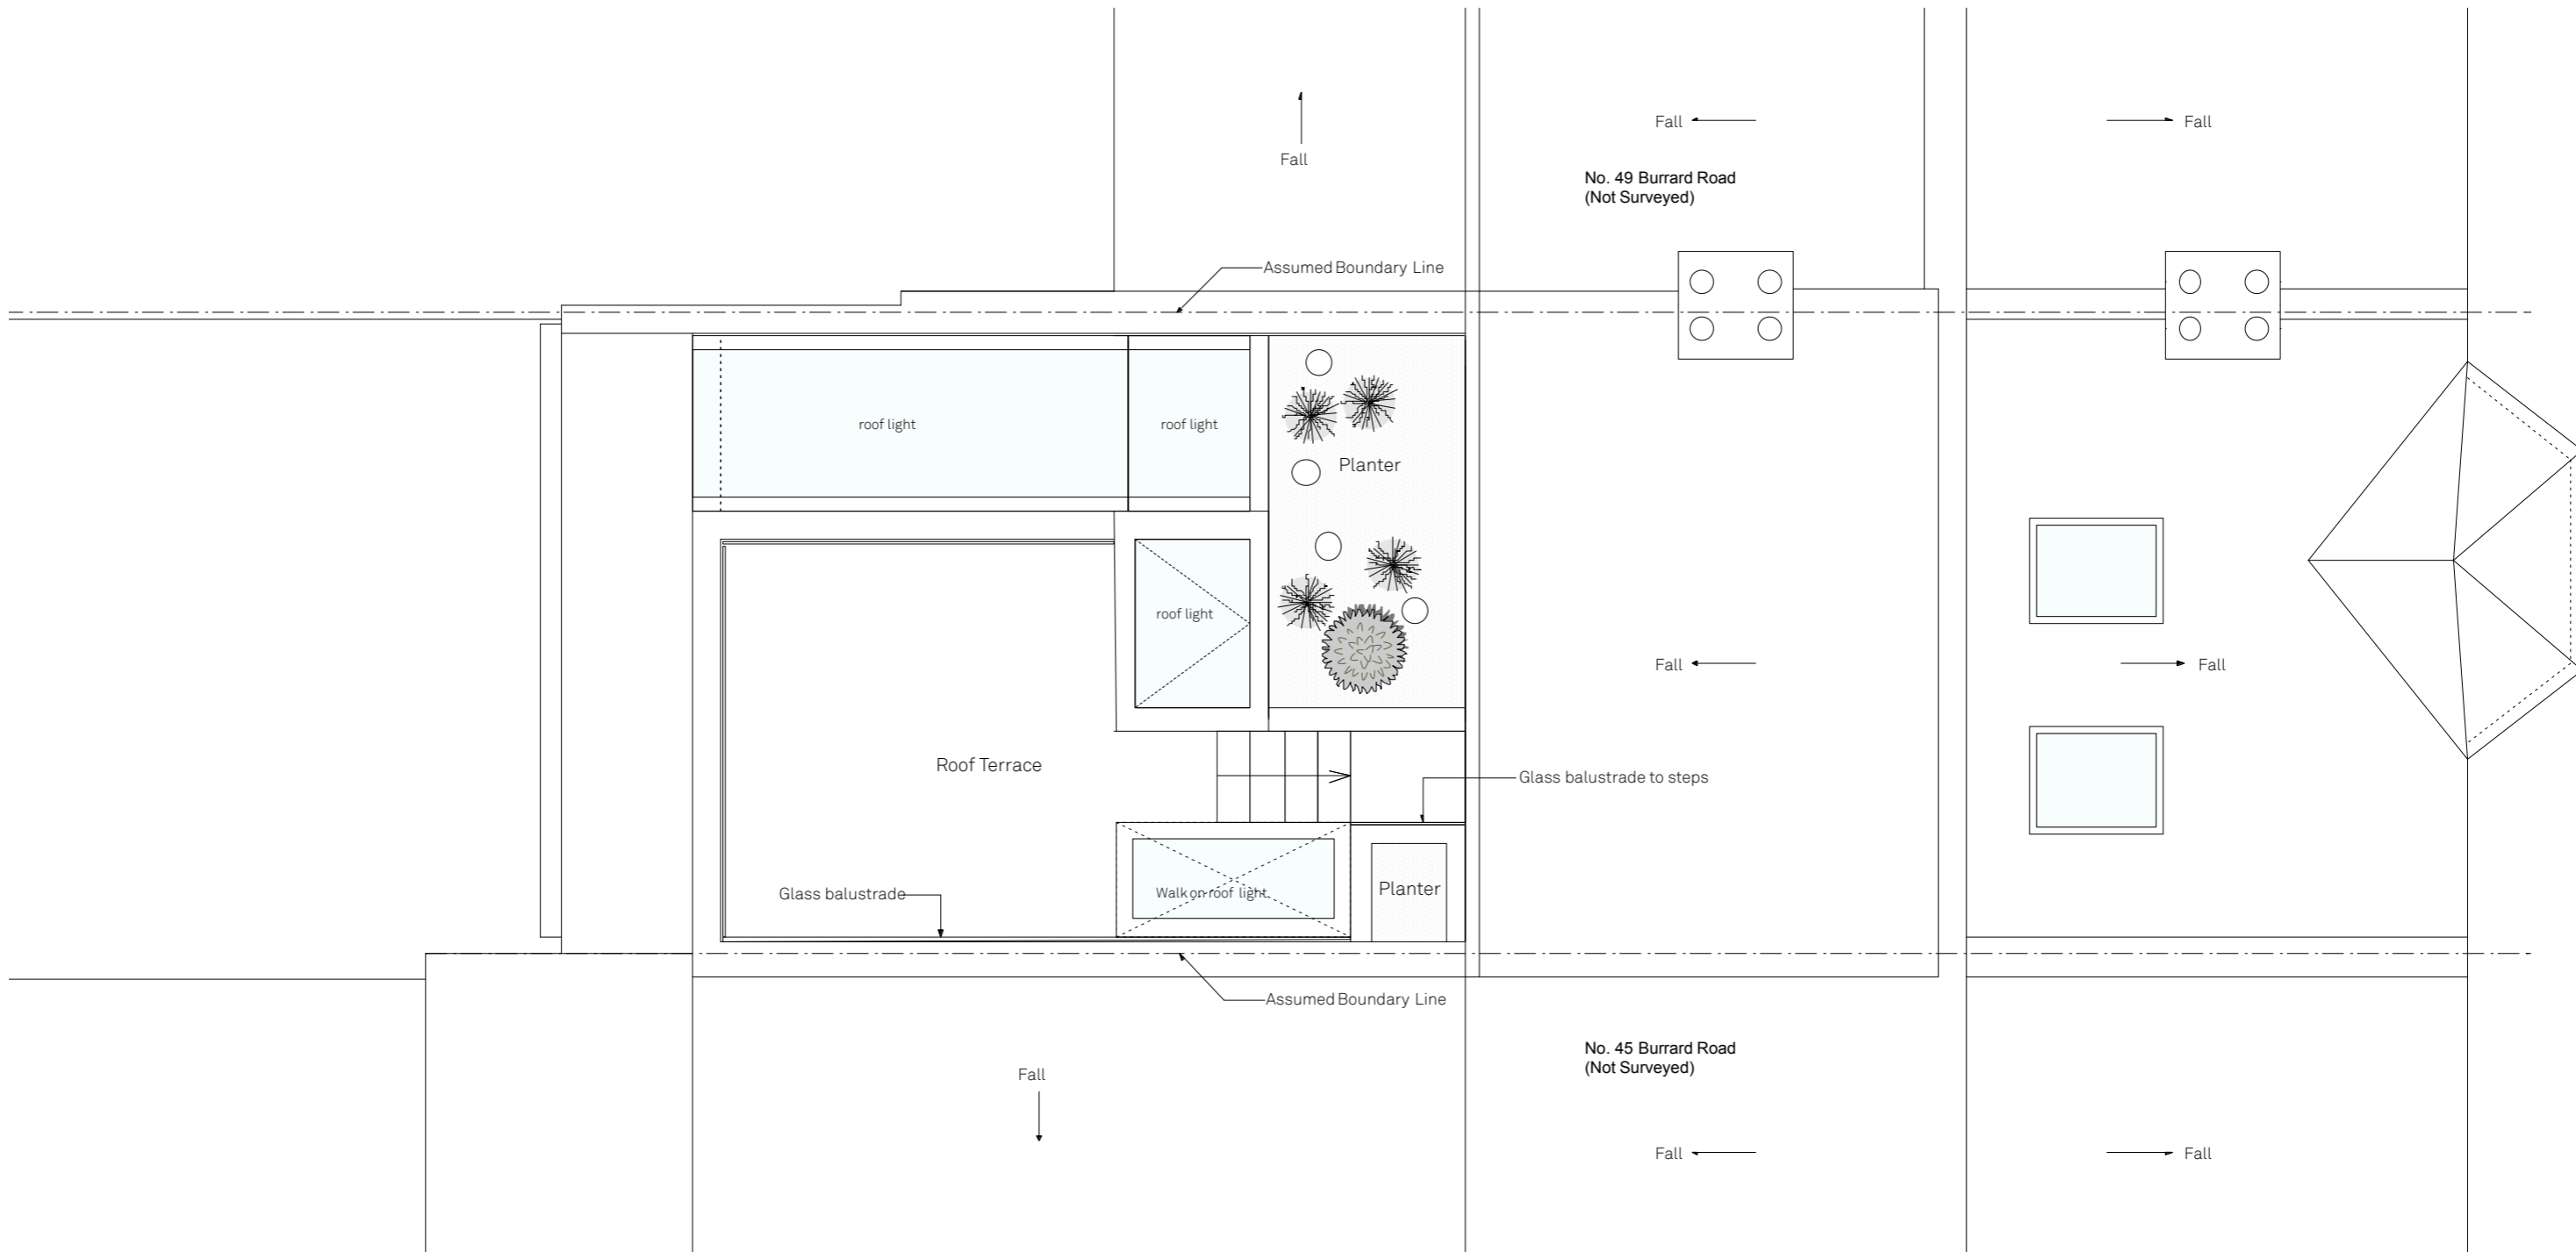 Fall
Fall
Fall
No. 49 Burrard Road
(Not Surveyed)
Assumed Boundary Line
roof light
roof light
Planter
roof light
Fall
Fall
Roof Terrace
Glass balustrade to steps
Glass balustrade
Walk on roof light
Planter
Assumed Boundary Line
No. 45 Burrard Road
(Not Surveyed)
Fall
Fall
Fall